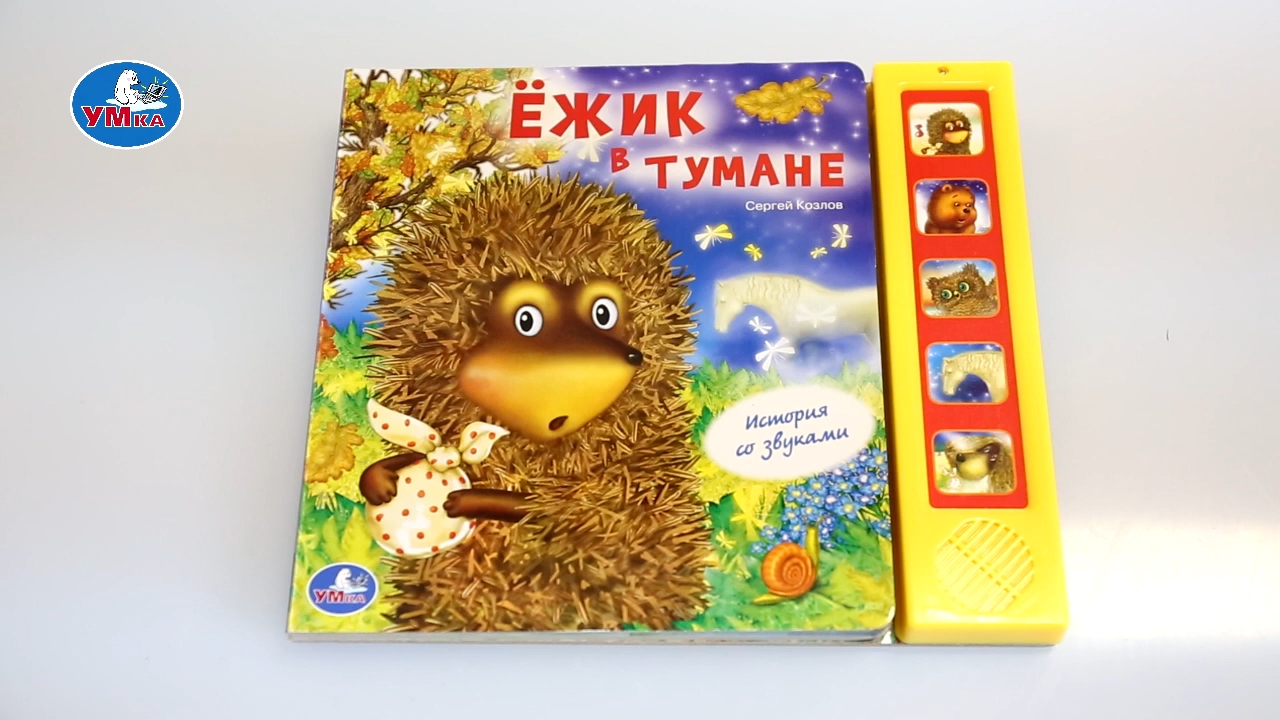 УМка
ЁЖИК
В ТУМАНЕ
Сергей Козлов
История
со звуками
УМка